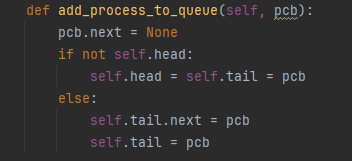 def add_process_to_queue(self, pcb):
    pcb.next = None
    if not self.head:
        self.head = self.tail = pcb
    else:
        self.tail.next = pcb
        self.tail = pcb